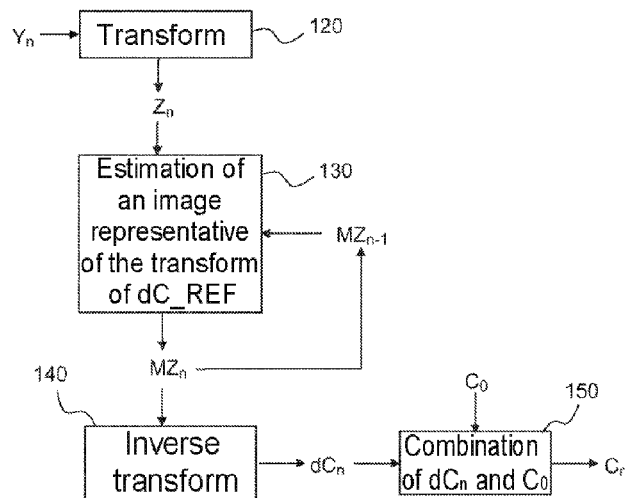 Yₙ
Transform
120
Zₙ
Estimation of
an image
representative
of the transform
of dC_REF
130
MZₙ₋₁
MZₙ
140
Inverse
transform
dCₙ
C₀
150
Combination
of dCₙ and C₀
Cₙ